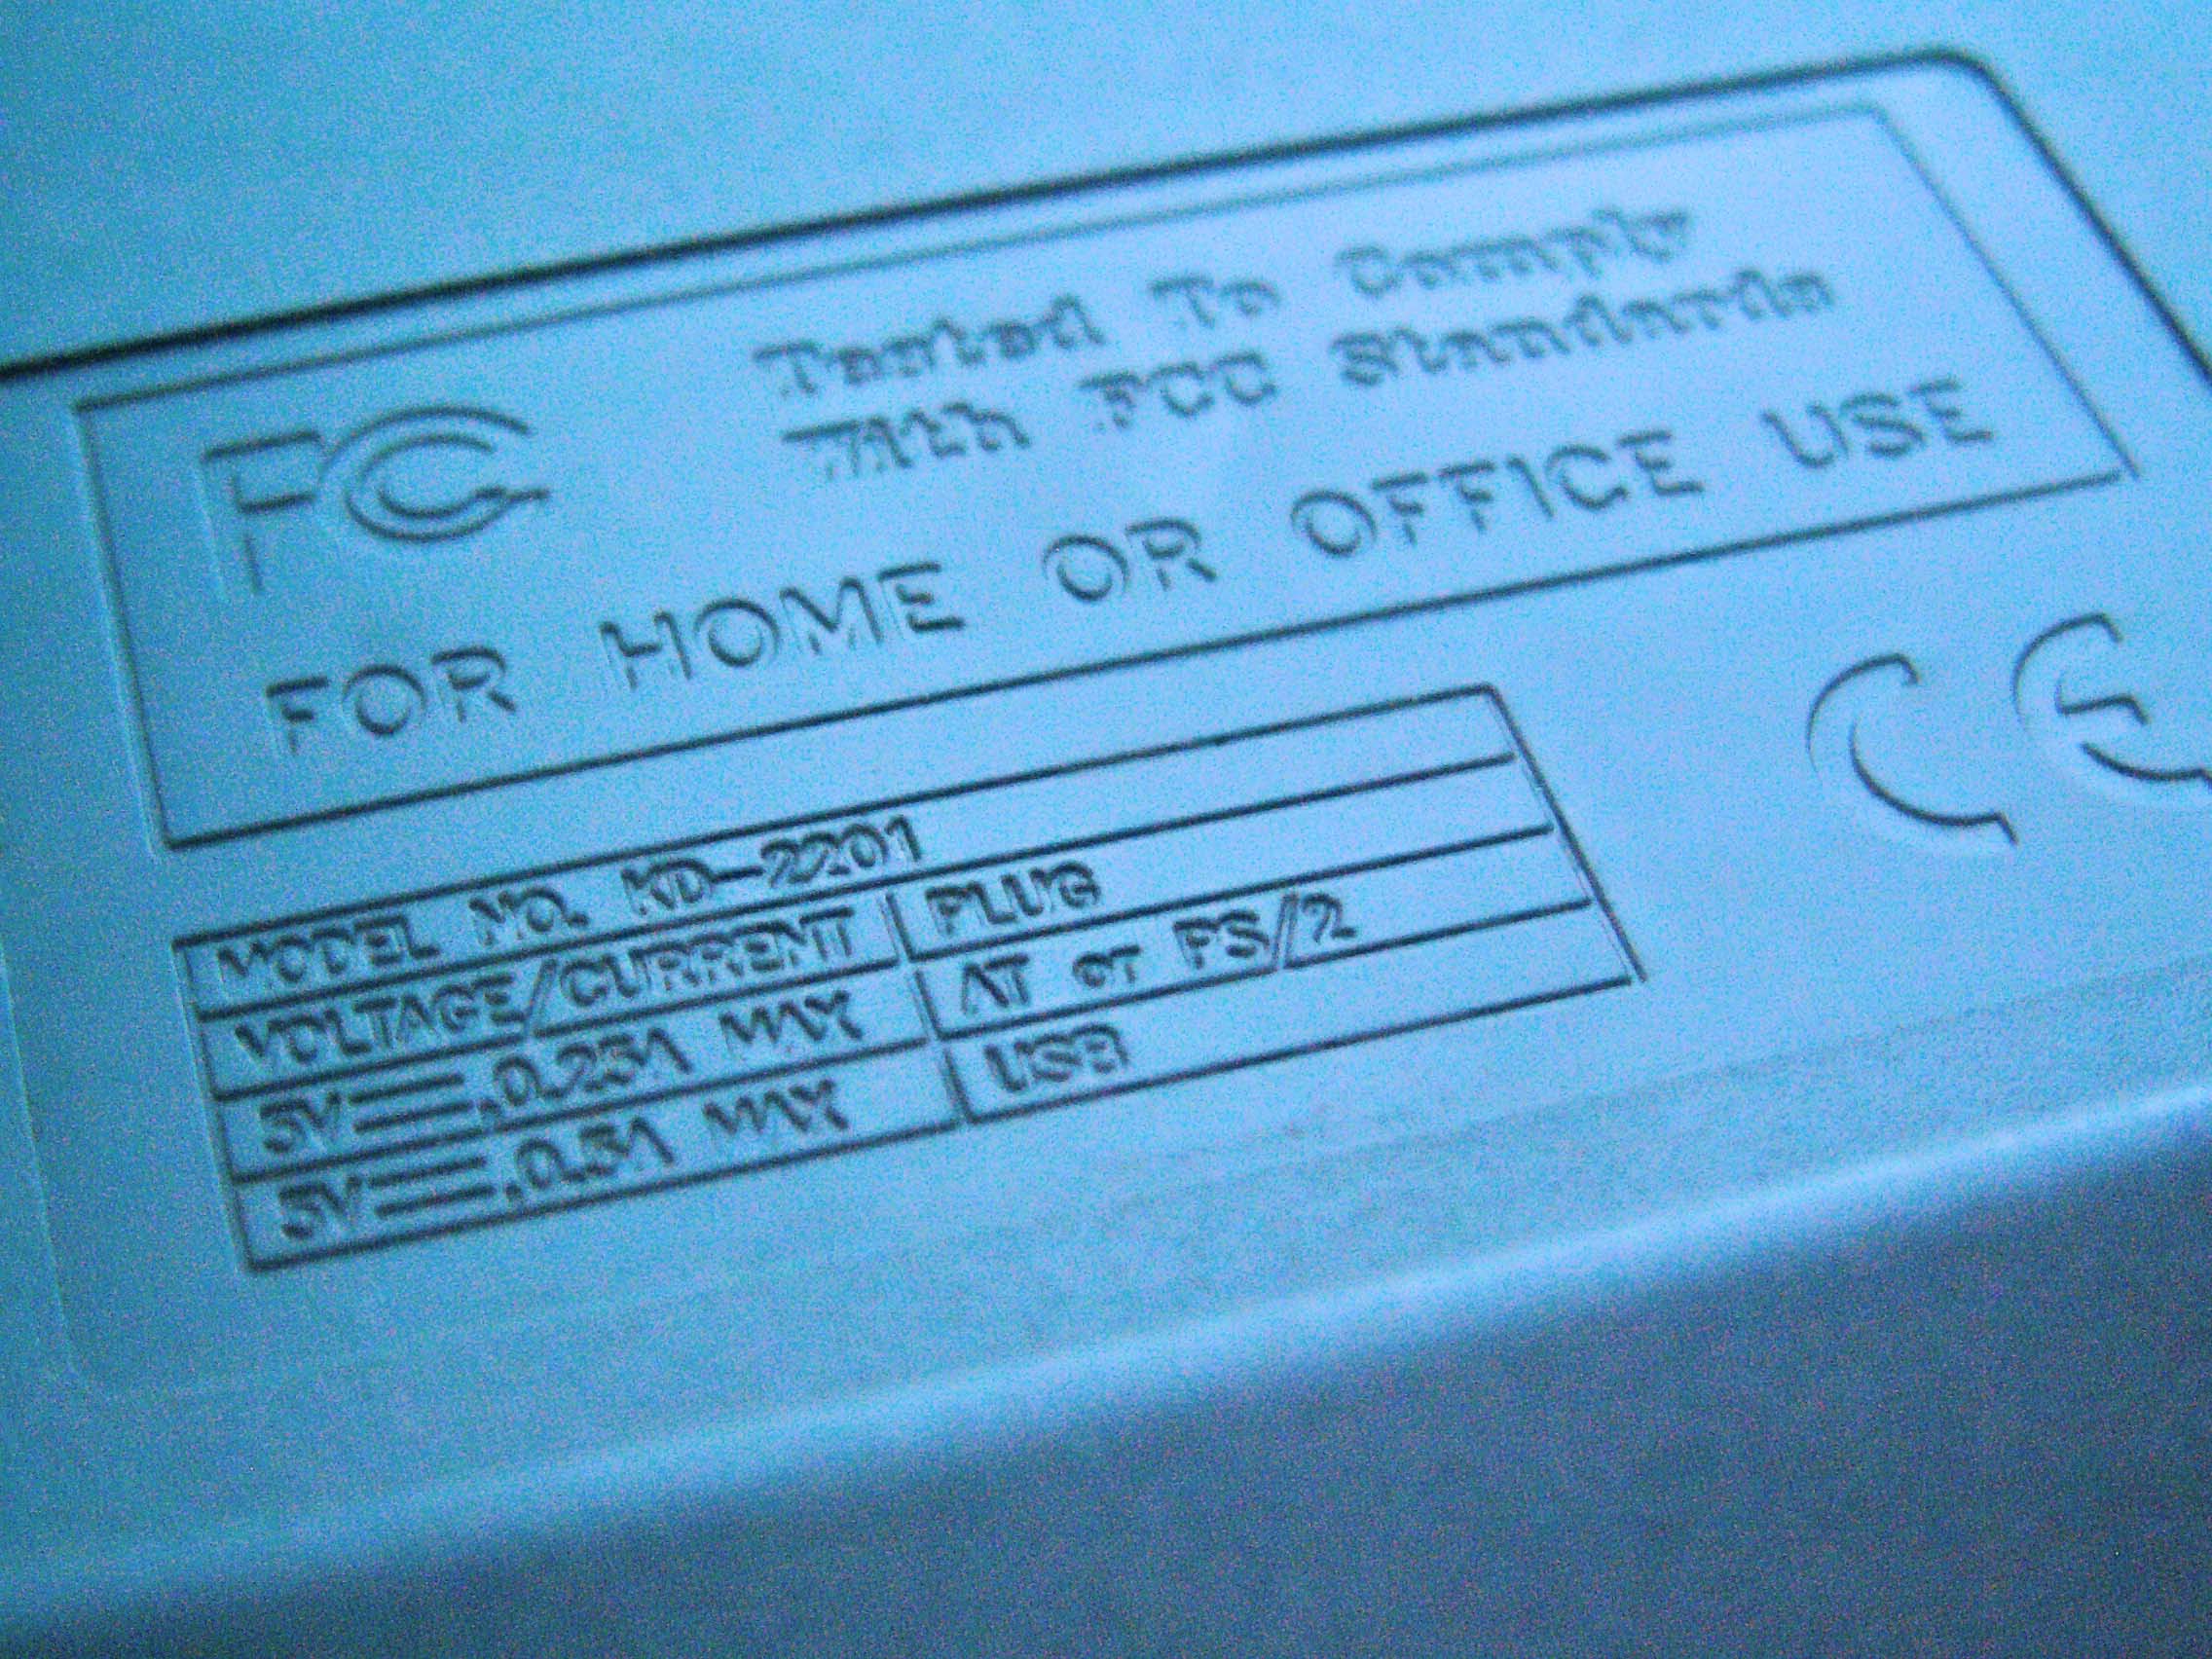 FC Tested To Comply
With FCC Standards
FOR HOME OR OFFICE USE
CE
MODEL NO. KD-2201
VOLTAGE/CURRENT PLUG
5V 0.25A MAX AT or PS/2
5V 0.5A MAX USB